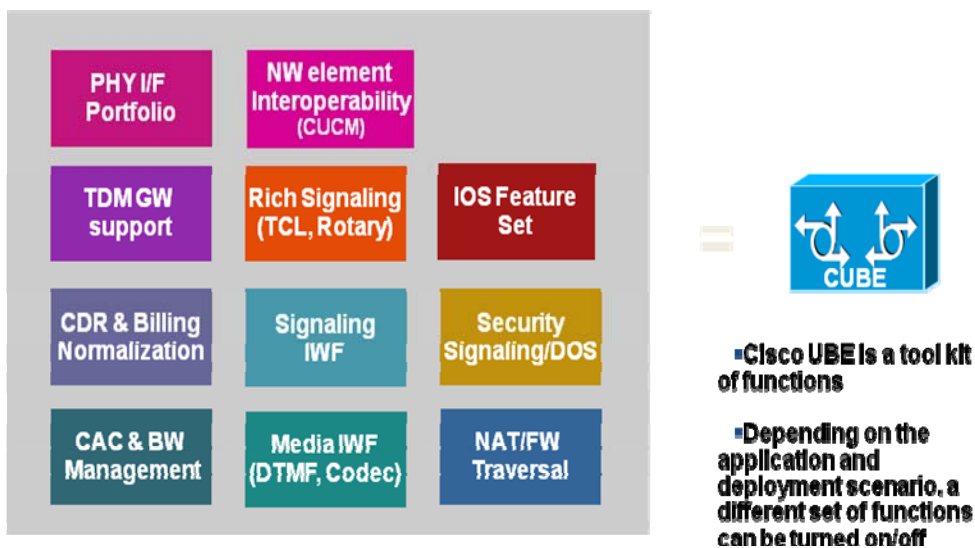 PHY I/F
Portfolio
NW element
Interoperability
(CUCM)
TDM GW
support
Rich Signaling
(TCL, Rotary)
IOS Feature
Set
CDR & Billing
Normalization
Signaling
IWF
Security
Signaling/DOS
CAC & BW
Management
Media IWF
(DTMF, Codec)
NAT/FW
Traversal
=
CUBE
▪Cisco UBE is a tool kit
of functions
▪Depending on the
application and
deployment scenario, a
different set of functions
can be turned on/off